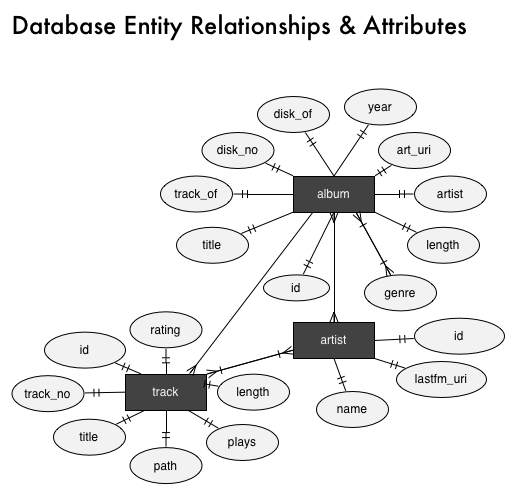 Database Entity Relationships & Attributes
year
disk_of
disk_no
art_uri
track_of
album
artist
title
length
id
genre
rating
artist
id
id
lastfm_uri
track_no
track
length
name
title
plays
path